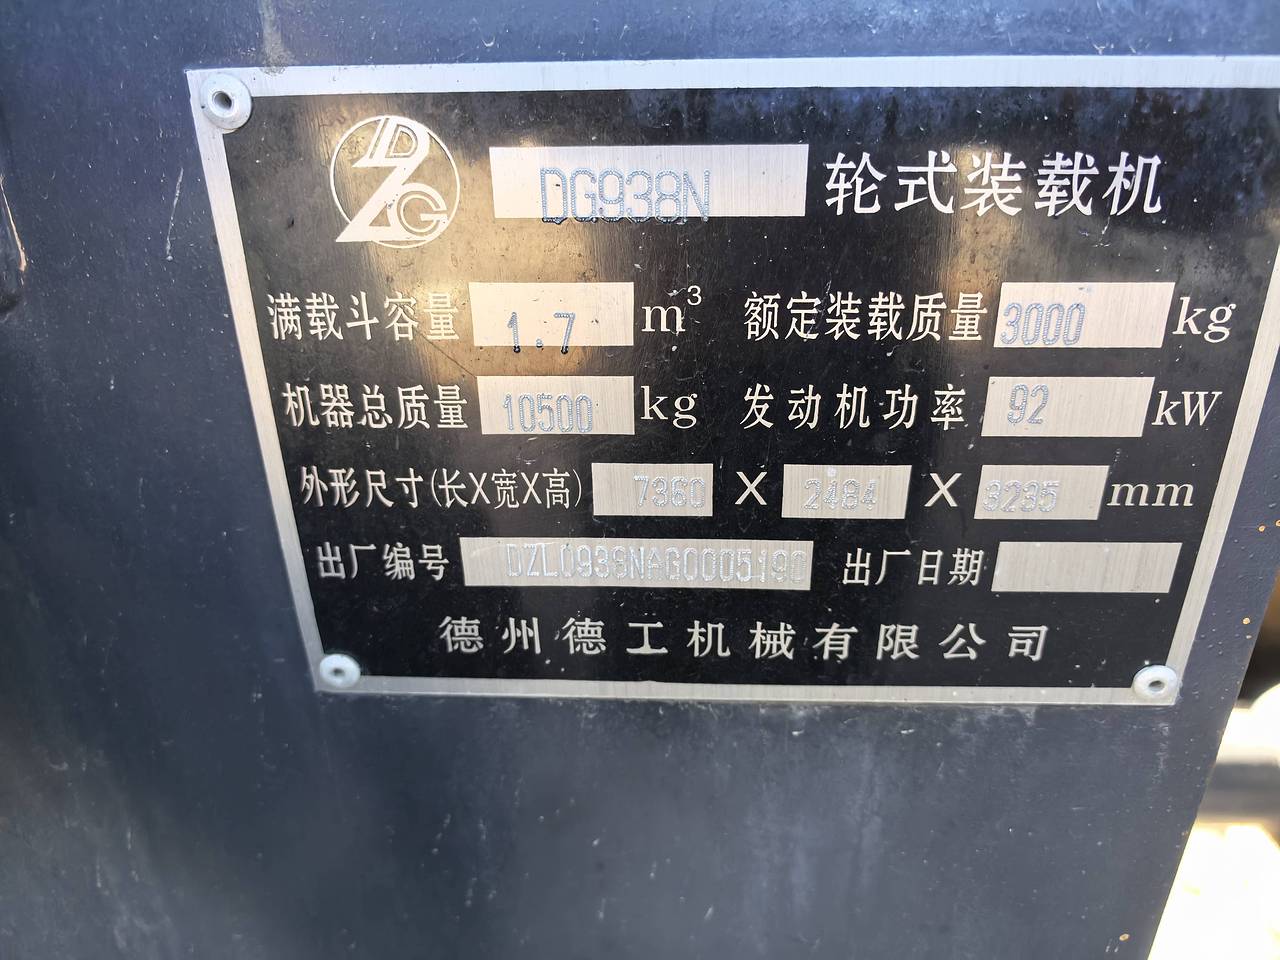 DZG DG938N 轮式装载机
满载斗容量 1.7 m³ 额定装载质量 3000 kg
机器总质量 10500 kg 发动机功率 92 kW
外形尺寸(长X宽X高) 7360 X 2484 X 3235 mm
出厂编号 DZL0938NAG0005190 出厂日期
德州德工机械有限公司